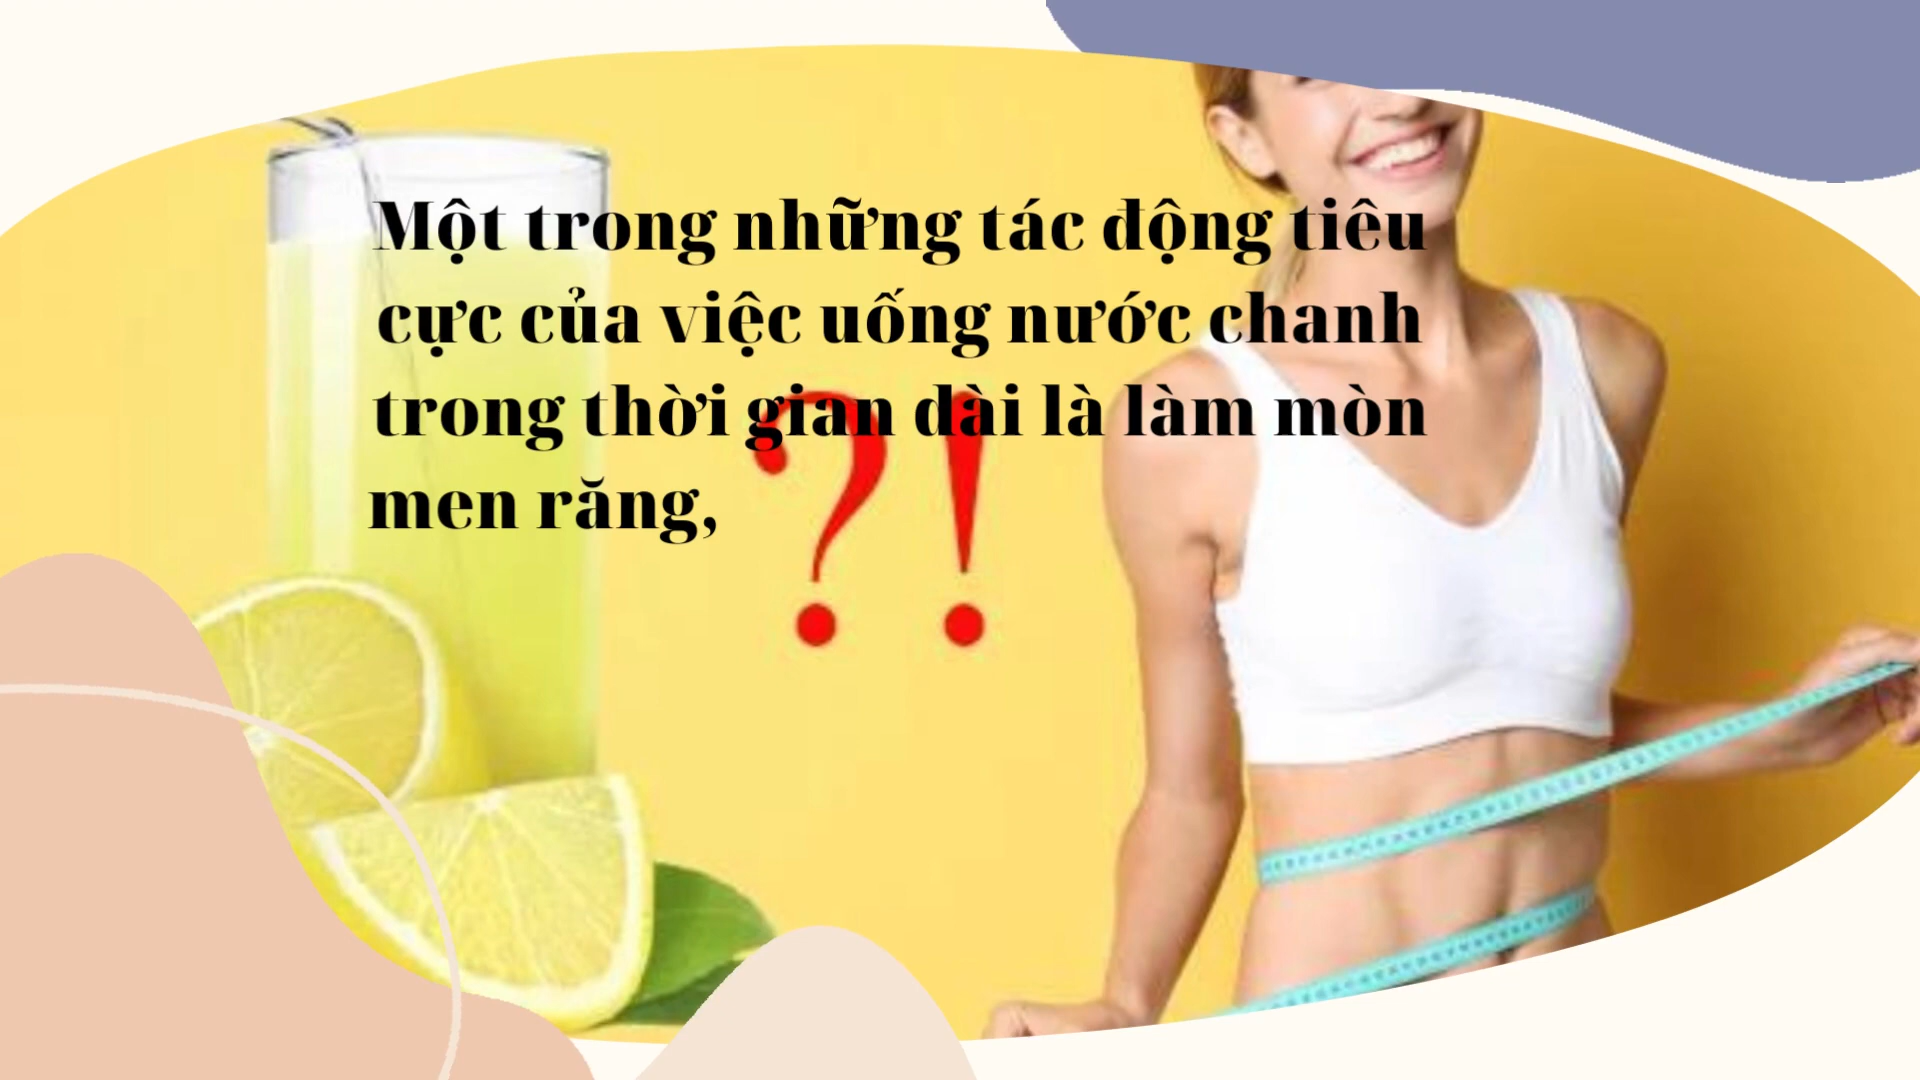 Một trong những tác động tiêu
cực của việc uống nước chanh
trong thời gian dài là làm mòn
men răng,
?!